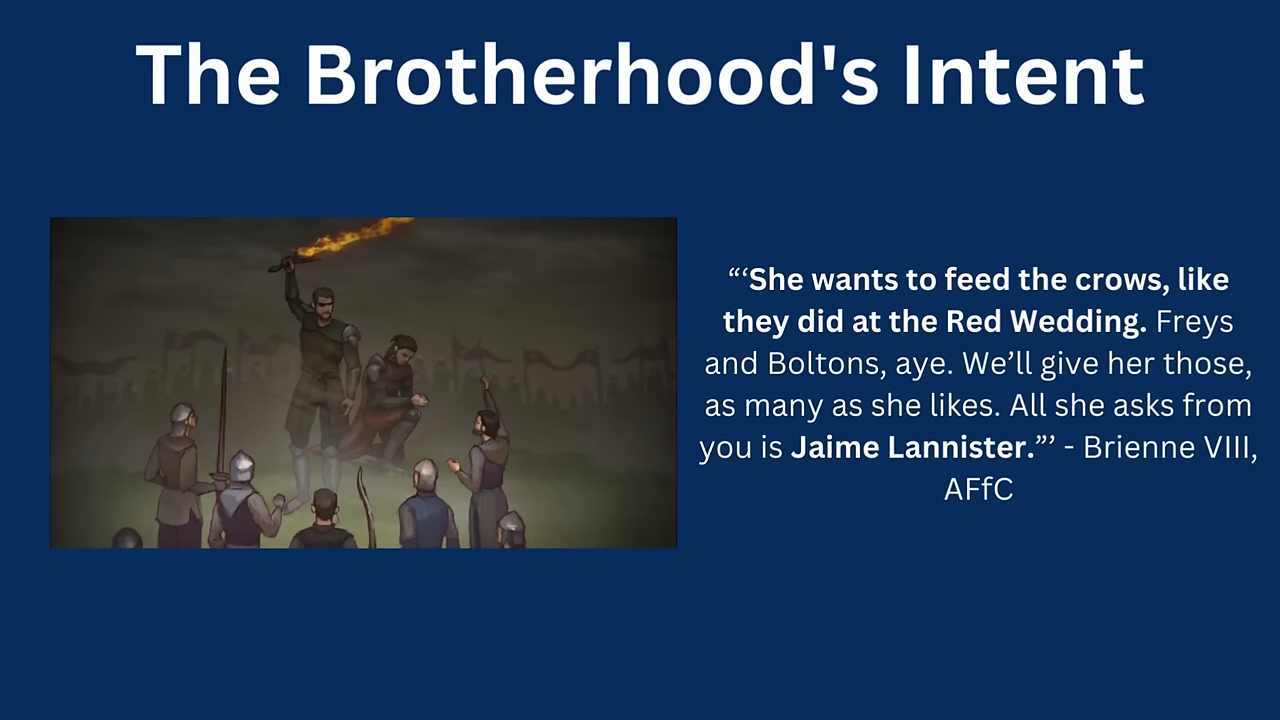 The Brotherhood's Intent
“‘She wants to feed the crows, like
they did at the Red Wedding. Freys
and Boltons, aye. We’ll give her those,
as many as she likes. All she asks from
you is Jaime Lannister.”’ - Brienne VIII,
AFfC